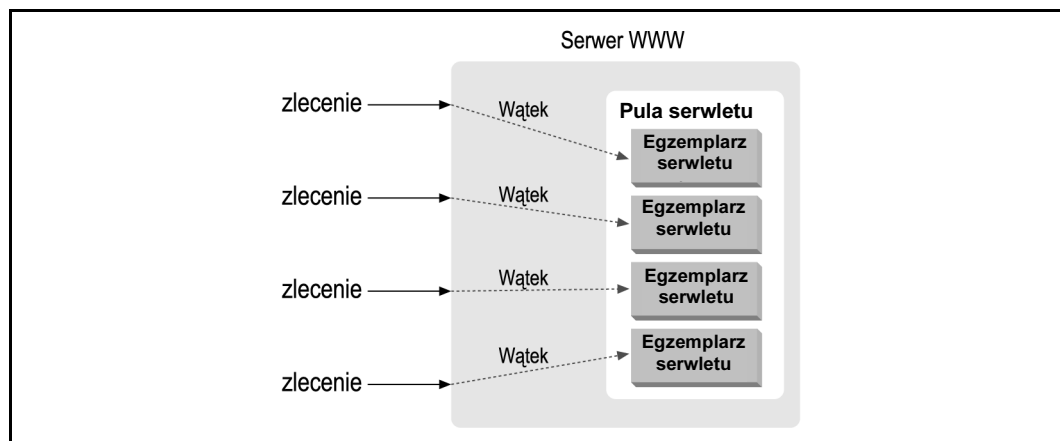 Serwer WWW
zlecenie
Wątek
Pula serwletu
Egzemplarz
serwletu
zlecenie
Wątek
Egzemplarz
serwletu
zlecenie
Wątek
Egzemplarz
serwletu
zlecenie
Wątek
Egzemplarz
serwletu